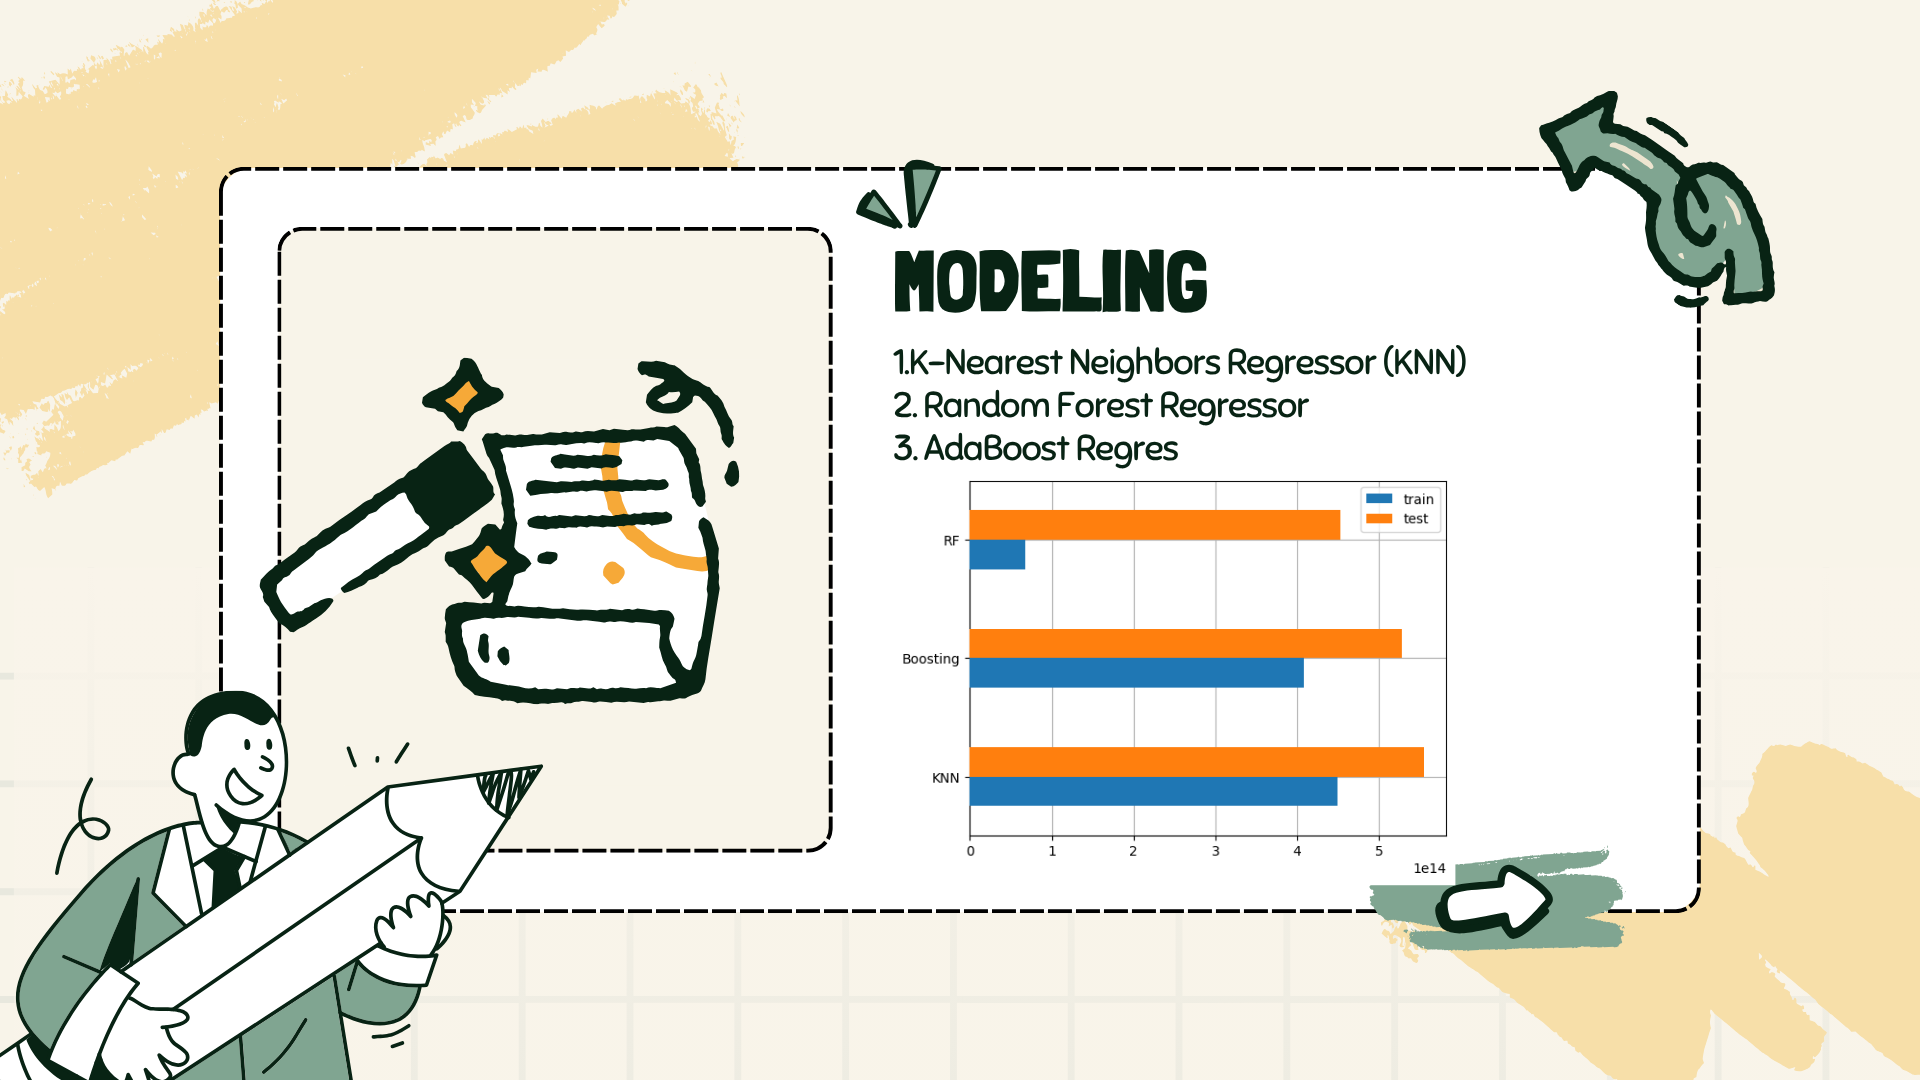 MODELING
1.K-Nearest Neighbors Regressor (KNN)
2. Random Forest Regressor
3. AdaBoost Regres
train
test
RF
Boosting
KNN
0 1 2 3 4 5
1e14